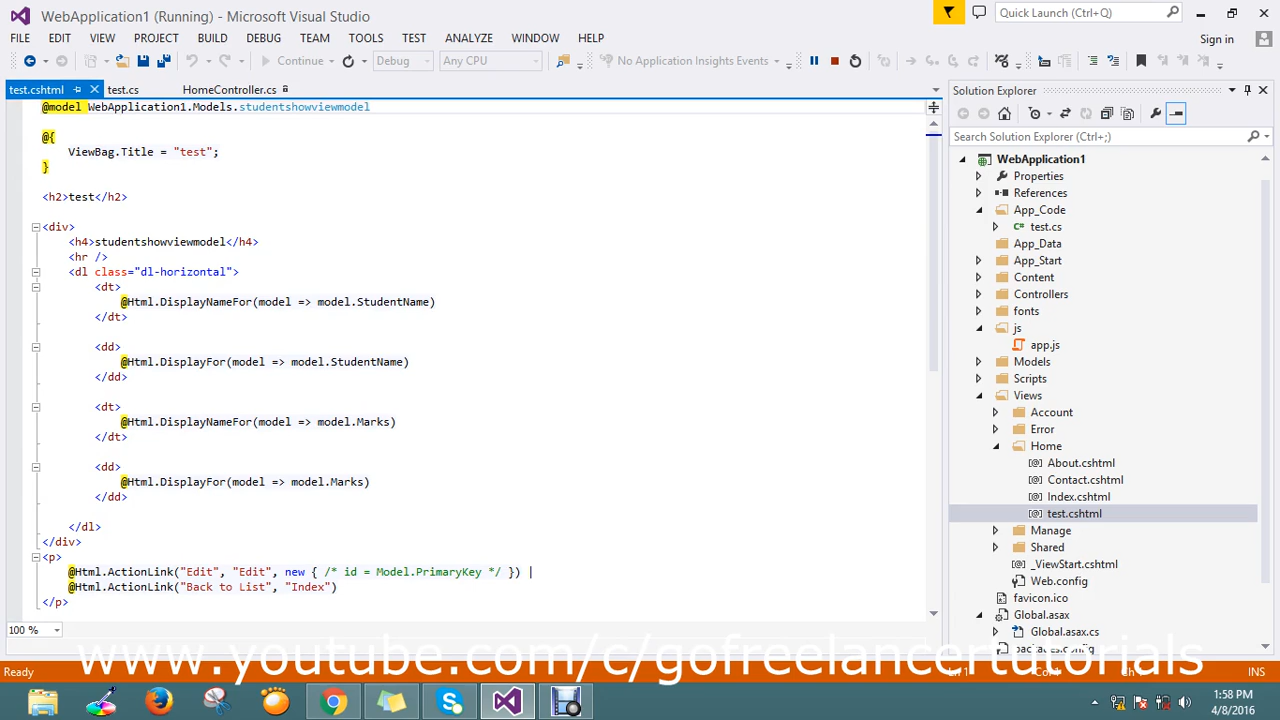 WebApplication1 (Running) - Microsoft Visual Studio
Quick Launch (Ctrl+Q)
FILE EDIT VIEW PROJECT BUILD DEBUG TEAM TOOLS TEST ANALYZE WINDOW HELP
Sign in
Continue Debug Any CPU No Application Insights Events
test.cshtml test.cs HomeController.cs
@model WebApplication1.Models.studentshowviewmodel
@{
ViewBag.Title = "test";
}
<h2>test</h2>
<div>
<h4>studentshowviewmodel</h4>
<hr />
<dl class="dl-horizontal">
<dt>
@Html.DisplayNameFor(model => model.StudentName)
</dt>
<dd>
@Html.DisplayFor(model => model.StudentName)
</dd>
<dt>
@Html.DisplayNameFor(model => model.Marks)
</dt>
<dd>
@Html.DisplayFor(model => model.Marks)
</dd>
</dl>
</div>
<p>
@Html.ActionLink("Edit", "Edit", new { /* id = Model.PrimaryKey */ }) |
@Html.ActionLink("Back to List", "Index")
</p>
100 %
Solution Explorer
Search Solution Explorer (Ctrl+;)
WebApplication1
Properties
References
App_Code
test.cs
App_Data
App_Start
Content
Controllers
fonts
js
app.js
Models
Scripts
Views
Account
Error
Home
About.cshtml
Contact.cshtml
Index.cshtml
test.cshtml
Manage
Shared
_ViewStart.cshtml
Web.config
favicon.ico
Global.asax
Global.asax.cs
packages.config
www.youtube.com/c/gofreelancertutorials
Ready Ln 1 Col 1 Ch 1 INS
1:58 PM
4/8/2016